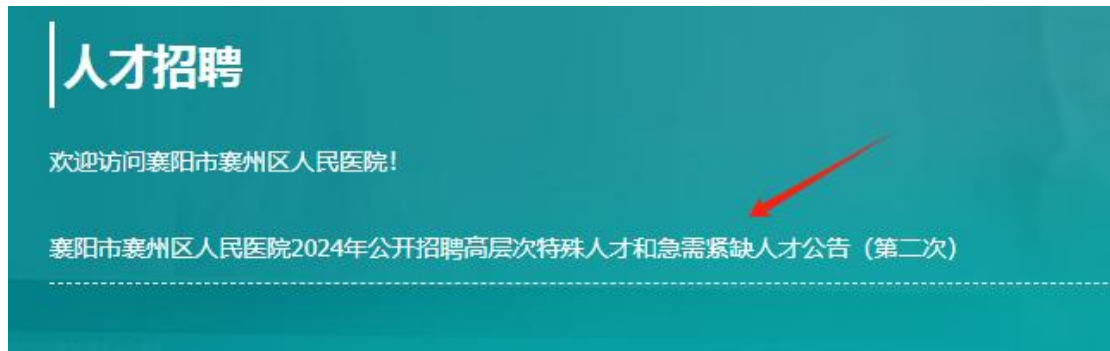 人才招聘
欢迎访问襄阳市襄州区人民医院!
襄阳市襄州区人民医院2024年公开招聘高层次特殊人才和急需紧缺人才公告（第二次）